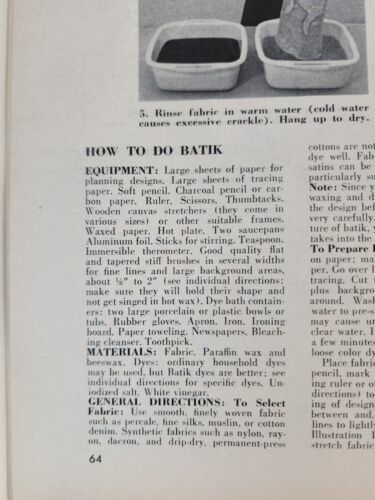 5. Rinse fabric in warm water (cold water
causes excessive crackle). Hang up to dry.
HOW TO DO BATIK
EQUIPMENT: Large sheets of paper for
planning designs. Large sheets of tracing
paper. Soft pencil. Charcoal pencil or car-
bon paper. Ruler. Scissors. Thumbtacks.
Wooden canvas stretchers (they come in
various sizes) or other suitable frames.
Waxed paper. Hot plate. Two saucepans
Aluminum foil. Sticks for stirring. Teaspoon.
Immersible thermometer. Good quality flat
and tapered stiff brushes in several widths
for fine lines and large background areas,
about ⅛" to 2" (see individual directions:
make sure they will hold their shape and
not get singed in hot wax). Dye bath contain-
ers: two large porcelain or plastic bowls or
tubs, Rubber gloves. Apron. Iron. Ironing
board. Paper toweling. Newspapers. Bleach-
ing cleanser. Toothpick.
MATERIALS: Fabric. Paraffin wax and
beeswax. Dyes: ordinary household dyes
may be used, but Batik dyes are better; see
individual directions for specific dyes. Un-
iodized salt. White vinegar.
GENERAL DIRECTIONS: To Select
Fabric: Use smooth, finely woven fabric
such as percale, fine silks, muslin, or cotton
denim. Synthetic fabrics such as nylon, ray-
on, dacron, and drip-dry, permanent-press
64
cottons are not
dye well. Fab
satins can be
particularly su
Note: Since y
waxing and d
the design befo
very carefully.
ture of batik, y
takes into the
To Prepare I
on paper; ma
per. Go over l
tracing. Cut
plus backgro
around. Wash
water to pre-s
may cause un
clear water. I
a few minutes
loose color dy
Place fabric
pencil, mark
ing ruler or o
directions) to
ing of design
between and.
lines to lightly
Illustration I
stretch fabric